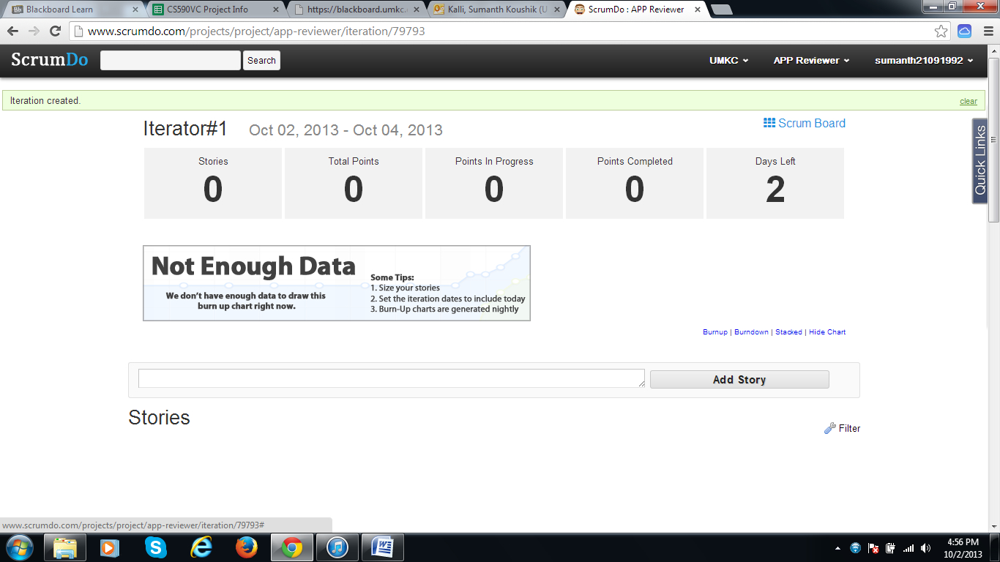 Blackboard Learn
CS590VC Project Info
https://blackboard.umkc.
Kalli, Sumanth Koushik (U
ScrumDo : APP Reviewer
www.scrumdo.com/projects/project/app-reviewer/iteration/79793
ScrumDo
Search
UMKC
APP Reviewer
sumanth21091992
Iteration created.
clear
Iterator#1 Oct 02, 2013 - Oct 04, 2013
Scrum Board
Quick Links
Stories
0
Total Points
0
Points In Progress
0
Points Completed
0
Days Left
2
Not Enough Data
We don't have enough data to draw this
burn up chart right now.
Some Tips:
1. Size your stories
2. Set the iteration dates to include today
3. Burn-Up charts are generated nightly
Burnup | Burndown | Stacked | Hide Chart
Add Story
Stories
Filter
www.scrumdo.com/projects/project/app-reviewer/iteration/79793#
4:56 PM
10/2/2013